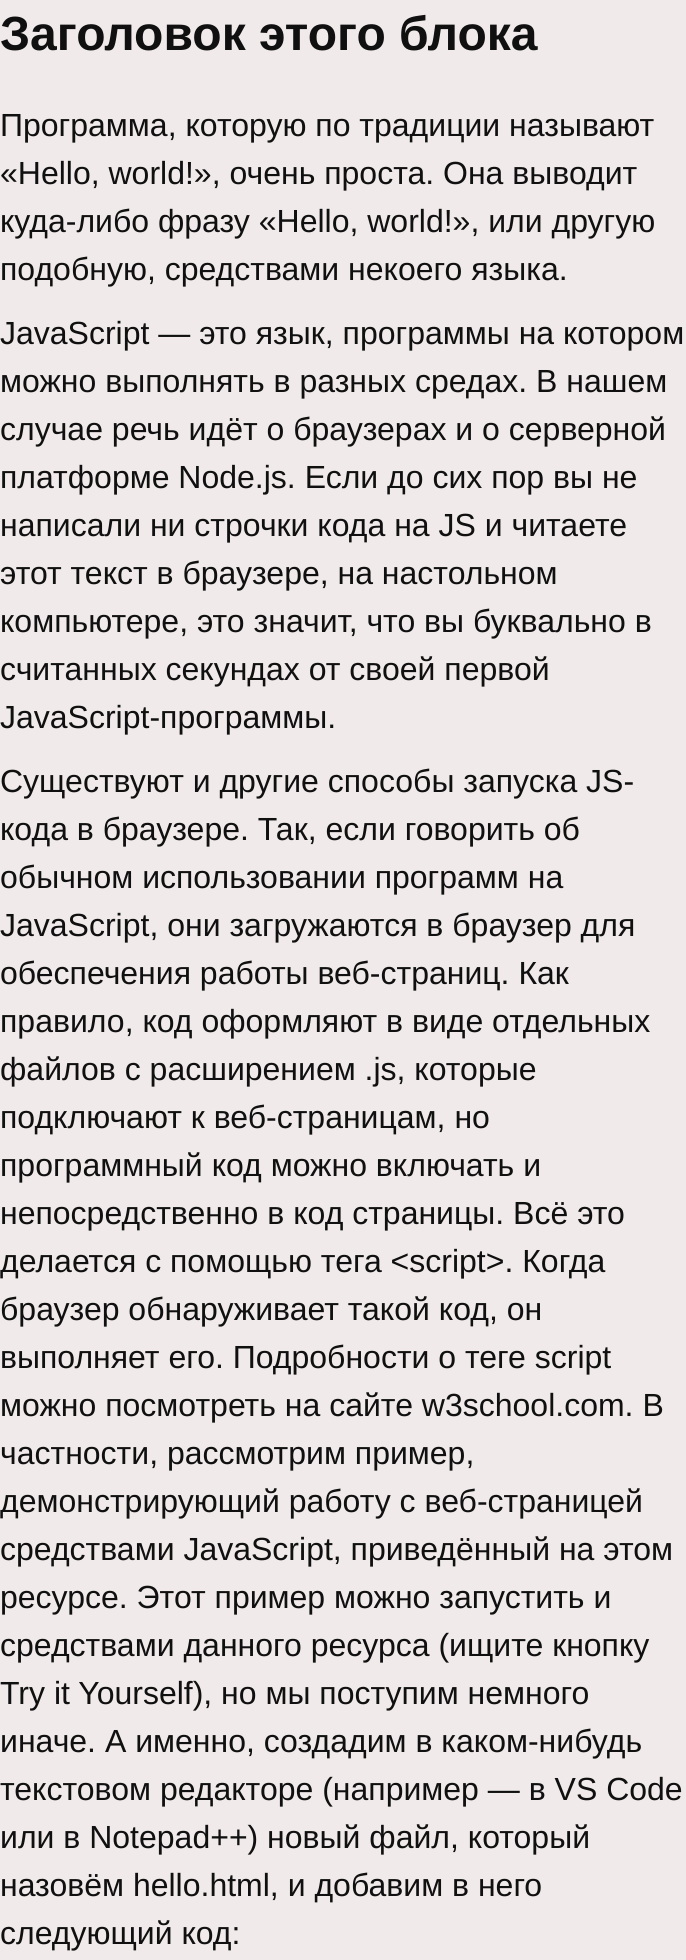 Заголовок этого блока
Программа, которую по традиции называют
«Hello, world!», очень проста. Она выводит
куда-либо фразу «Hello, world!», или другую
подобную, средствами некоего языка.
JavaScript — это язык, программы на котором
можно выполнять в разных средах. В нашем
случае речь идёт о браузерах и о серверной
платформе Node.js. Если до сих пор вы не
написали ни строчки кода на JS и читаете
этот текст в браузере, на настольном
компьютере, это значит, что вы буквально в
считанных секундах от своей первой
JavaScript-программы.
Существуют и другие способы запуска JS-
кода в браузере. Так, если говорить об
обычном использовании программ на
JavaScript, они загружаются в браузер для
обеспечения работы веб-страниц. Как
правило, код оформляют в виде отдельных
файлов с расширением .js, которые
подключают к веб-страницам, но
программный код можно включать и
непосредственно в код страницы. Всё это
делается с помощью тега <script>. Когда
браузер обнаруживает такой код, он
выполняет его. Подробности о теге script
можно посмотреть на сайте w3school.com. В
частности, рассмотрим пример,
демонстрирующий работу с веб-страницей
средствами JavaScript, приведённый на этом
ресурсе. Этот пример можно запустить и
средствами данного ресурса (ищите кнопку
Try it Yourself), но мы поступим немного
иначе. А именно, создадим в каком-нибудь
текстовом редакторе (например — в VS Code
или в Notepad++) новый файл, который
назовём hello.html, и добавим в него
следующий код: